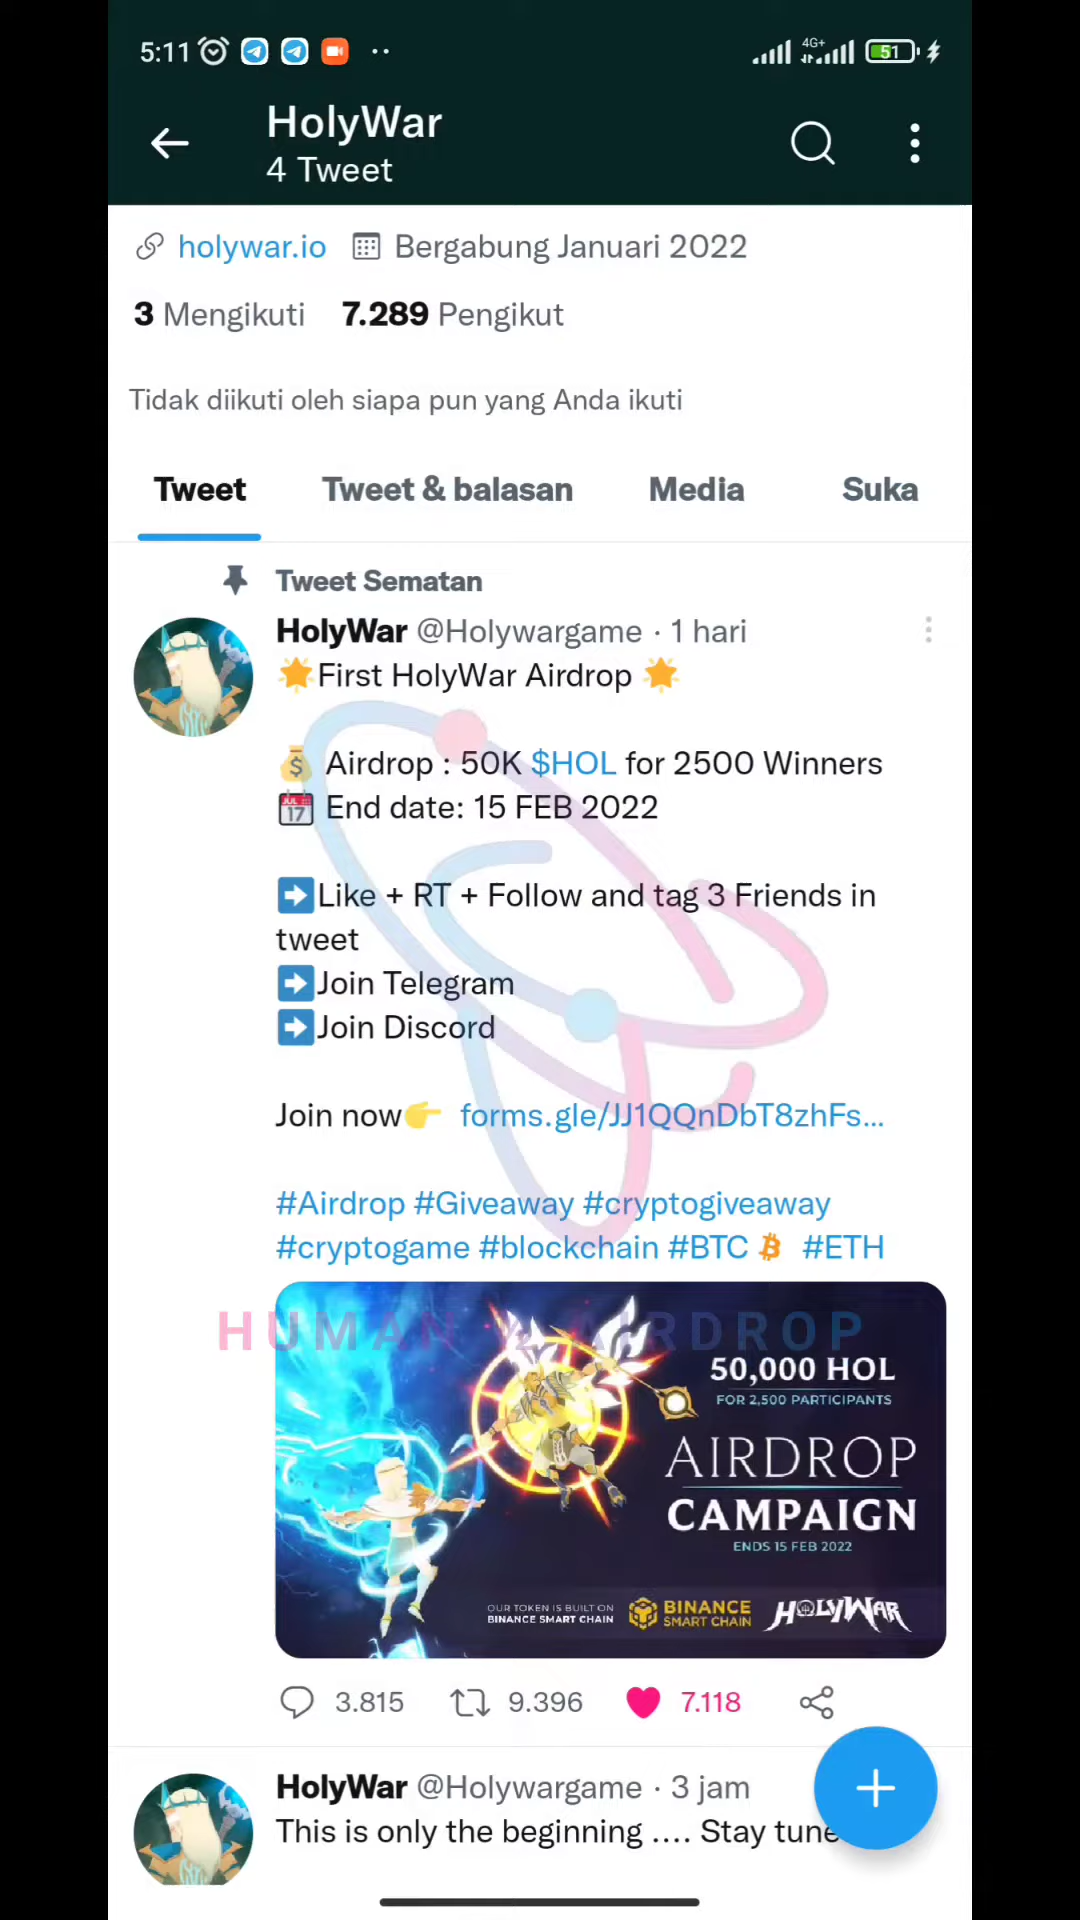 5:11
4G+
51
HolyWar
4 Tweet
holywar.io Bergabung Januari 2022
3 Mengikuti 7.289 Pengikut
Tidak diikuti oleh siapa pun yang Anda ikuti
Tweet Tweet & balasan Media Suka
Tweet Sematan
HolyWar @Holywargame · 1 hari
🌟First HolyWar Airdrop 🌟
💰 Airdrop : 50K $HOL for 2500 Winners
📅 End date: 15 FEB 2022
➡️Like + RT + Follow and tag 3 Friends in
tweet
➡️Join Telegram
➡️Join Discord
Join now👉 forms.gle/JJ1QQnDbT8zhFs...
#Airdrop #Giveaway #cryptogiveaway
#cryptogame #blockchain #BTC #ETH
HUMAN AIRDROP
50,000 HOL
FOR 2,500 PARTICIPANTS
AIRDROP
CAMPAIGN
ENDS 15 FEB 2022
OUR TOKEN IS BUILT ON
BINANCE SMART CHAIN
BINANCE
SMART CHAIN
HOLYWAR
3.815 9.396 7.118
HolyWar @Holywargame · 3 jam
This is only the beginning .... Stay tune